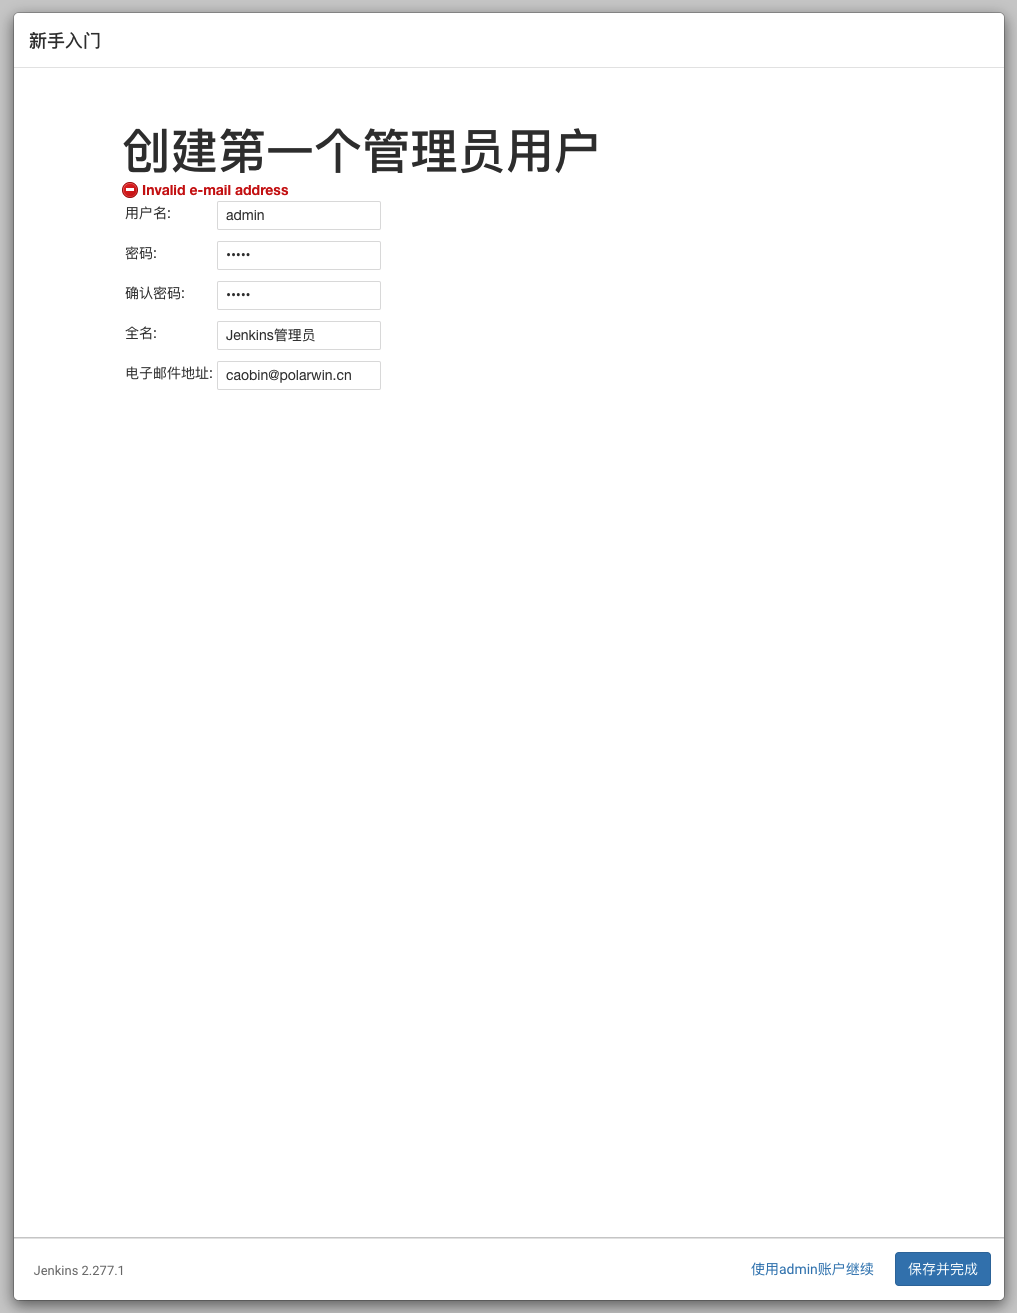 新手入门
创建第一个管理员用户
Invalid e-mail address
用户名: admin
密码: •••••
确认密码: •••••
全名: Jenkins管理员
电子邮件地址: caobin@polarwin.cn
Jenkins 2.277.1 使用admin账户继续 保存并完成